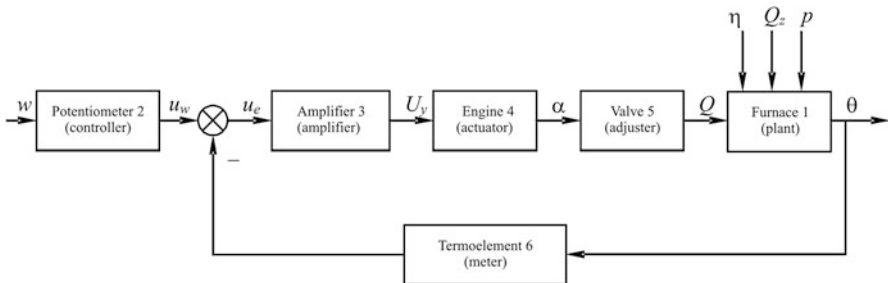 η Q_z p
w
Potentiometer 2
(controller)
u_w
u_e
Amplifier 3
(amplifier)
U_y
Engine 4
(actuator)
α
Valve 5
(adjuster)
Q
Furnace 1
(plant)
θ
–
Termoelement 6
(meter)